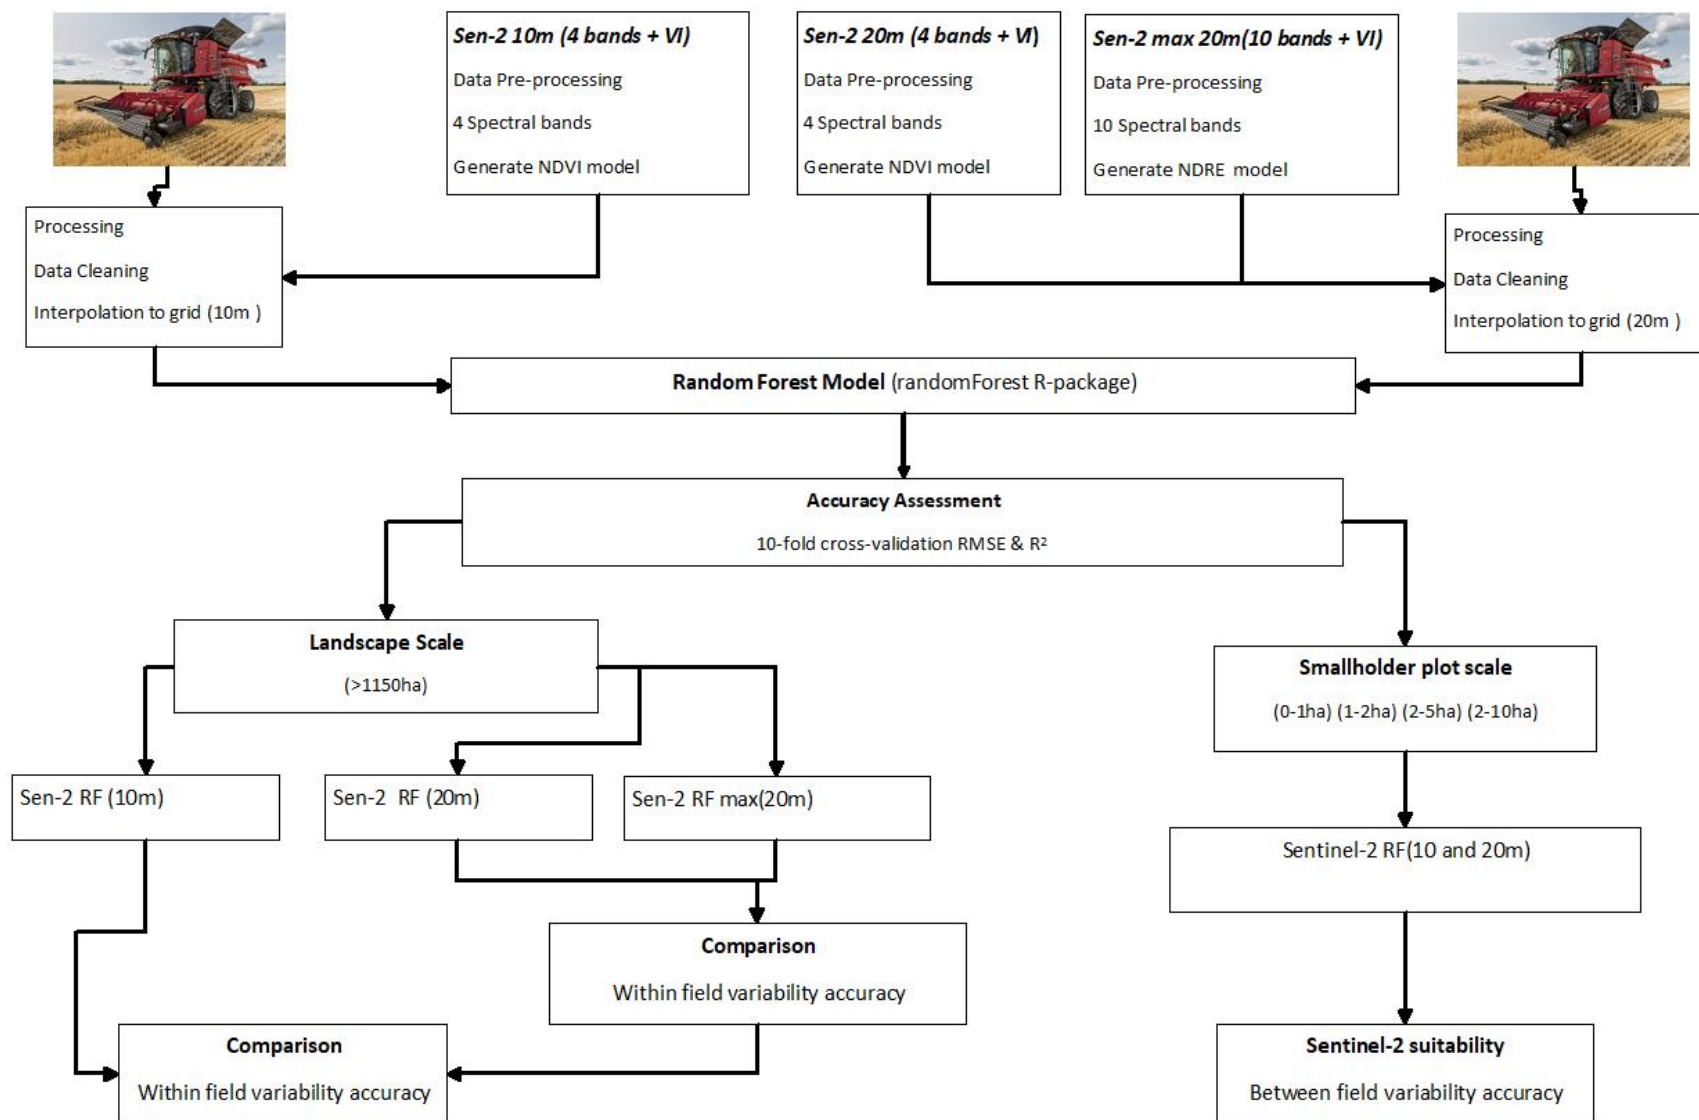 Sen-2 10m (4 bands + VI)
Data Pre-processing
4 Spectral bands
Generate NDVI model
Sen-2 20m (4 bands + VI)
Data Pre-processing
4 Spectral bands
Generate NDVI model
Sen-2 max 20m(10 bands + VI)
Data Pre-processing
10 Spectral bands
Generate NDRE model
Processing
Data Cleaning
Interpolation to grid (10m )
Processing
Data Cleaning
Interpolation to grid (20m )
Random Forest Model (randomForest R-package)
Accuracy Assessment
10-fold cross-validation RMSE & R²
Landscape Scale
(>1150ha)
Smallholder plot scale
(0-1ha) (1-2ha) (2-5ha) (2-10ha)
Sen-2 RF (10m)
Sen-2 RF (20m)
Sen-2 RF max(20m)
Sentinel-2 RF(10 and 20m)
Comparison
Within field variability accuracy
Comparison
Within field variability accuracy
Sentinel-2 suitability
Between field variability accuracy